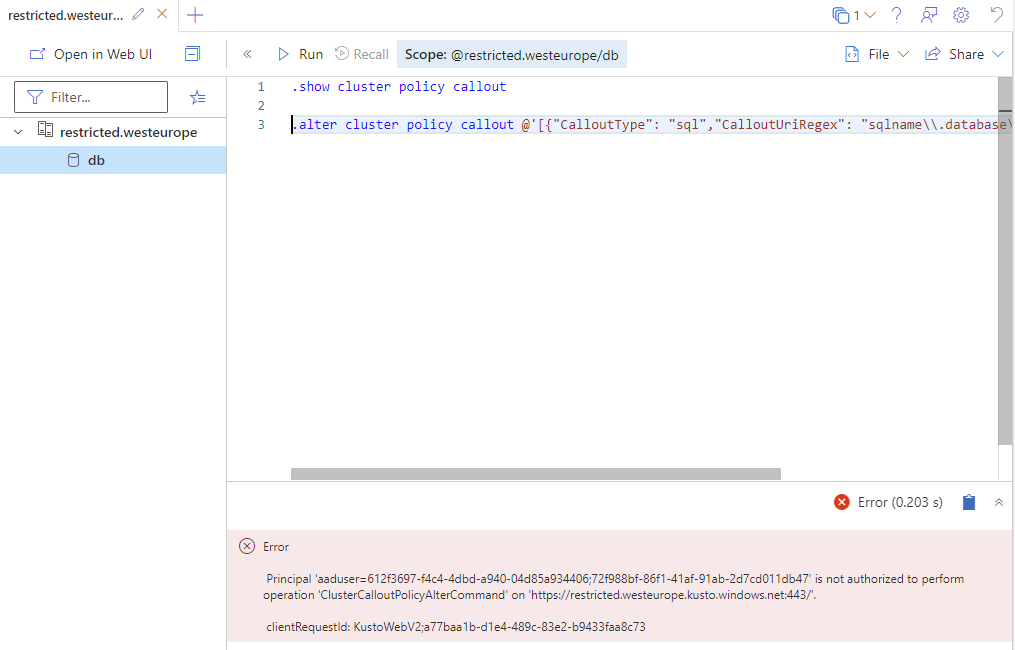 restricted.westeur...
1
Open in Web UI
Run
Recall
Scope: @restricted.westeurope/db
File
Share
Filter...
restricted.westeurope
db
1 .show cluster policy callout
2
3 .alter cluster policy callout @'[{"CalloutType": "sql","CalloutUriRegex": "sqlname\\.database\
Error (0.203 s)
Error
Principal 'aaduser=612f3697-f4c4-4dbd-a940-04d85a934406;72f988bf-86f1-41af-91ab-2d7cd011db47' is not authorized to perform
operation 'ClusterCalloutPolicyAlterCommand' on 'https://restricted.westeurope.kusto.windows.net:443/'.
clientRequestId: KustoWebV2;a77baa1b-d1e4-489c-83e2-b9433faa8c73